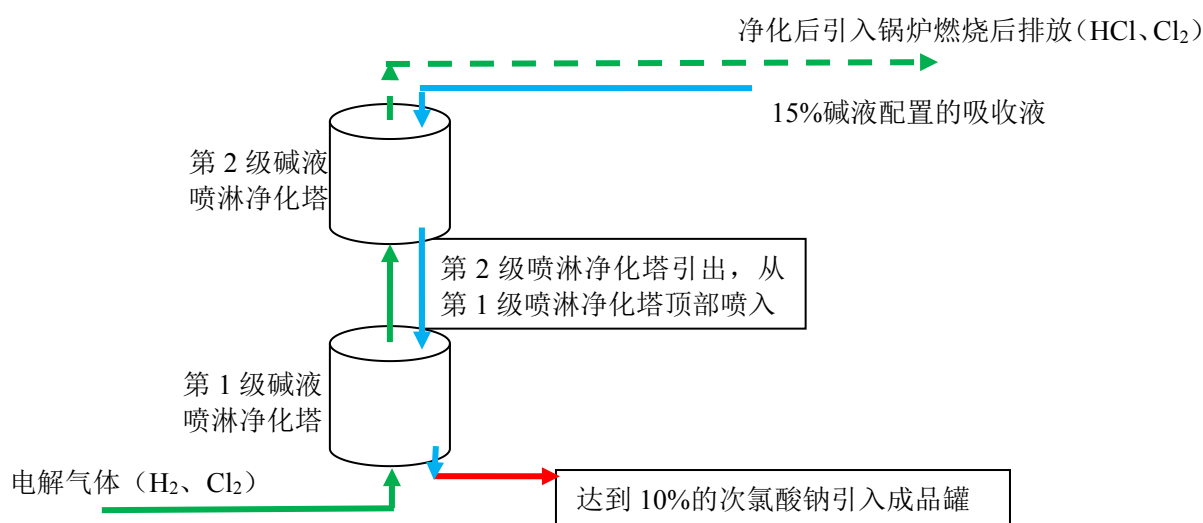 净化后引入锅炉燃烧后排放（HCl、Cl₂）
15%碱液配置的吸收液
第 2 级碱液
喷淋净化塔
第 2 级喷淋净化塔引出，从
第 1 级喷淋净化塔顶部喷入
第 1 级碱液
喷淋净化塔
电解气体（H₂、Cl₂）
达到 10%的次氯酸钠引入成品罐